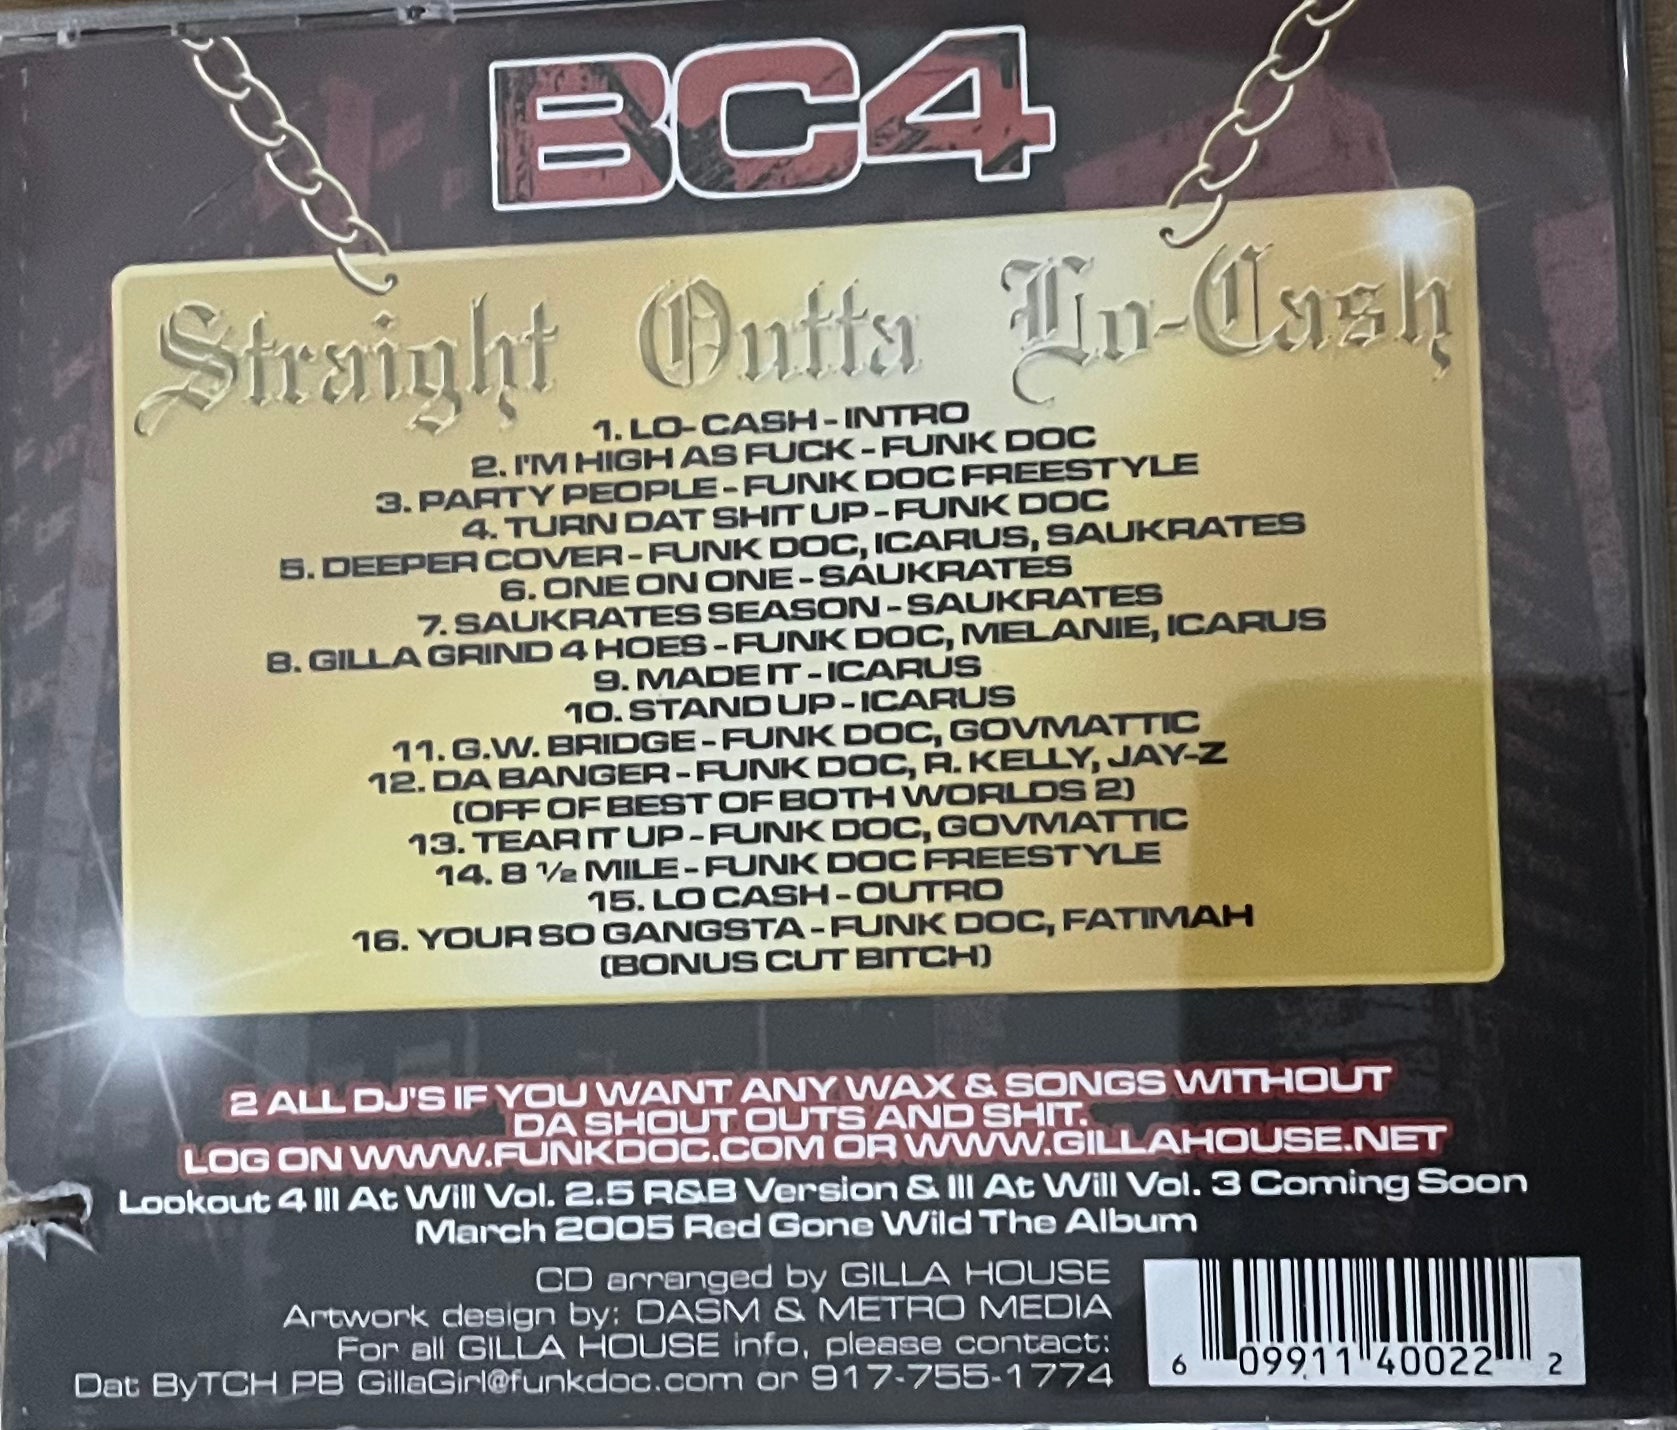 BC4
Straight Outta Lo-Cash
1. LO-CASH - INTRO
2. I'M HIGH AS FUCK - FUNK DOC
3. PARTY PEOPLE - FUNK DOC FREESTYLE
4. TURN DAT SHIT UP - FUNK DOC
5. DEEPER COVER - FUNK DOC, ICARUS, SAUKRATES
6. ONE ON ONE - SAUKRATES
7. SAUKRATES SEASON - SAUKRATES
8. GILLA GRIND 4 HOES - FUNK DOC, MELANIE, ICARUS
9. MADE IT - ICARUS
10. STAND UP - ICARUS
11. G.W. BRIDGE - FUNK DOC, GOVMATTIC
12. DA BANGER - FUNK DOC, R. KELLY, JAY-Z
(OFF OF BEST OF BOTH WORLDS 2)
13. TEAR IT UP - FUNK DOC, GOVMATTIC
14. 8 ½ MILE - FUNK DOC FREESTYLE
15. LO CASH - OUTRO
16. YOUR SO GANGSTA - FUNK DOC, FATIMAH
(BONUS CUT BITCH)
2 ALL DJ'S IF YOU WANT ANY WAX & SONGS WITHOUT
DA SHOUT OUTS AND SHIT.
LOG ON WWW.FUNKDOC.COM OR WWW.GILLAHOUSE.NET
Lookout 4 Ill At Will Vol. 2.5 R&B Version & Ill At Will Vol. 3 Coming Soon
March 2005 Red Gone Wild The Album
CD arranged by GILLA HOUSE
Artwork design by: DASM & METRO MEDIA
For all GILLA HOUSE info, please contact:
Dat ByTCH PB GillaGirl@funkdoc.com or 917-755-1774
6 09911 40022 2